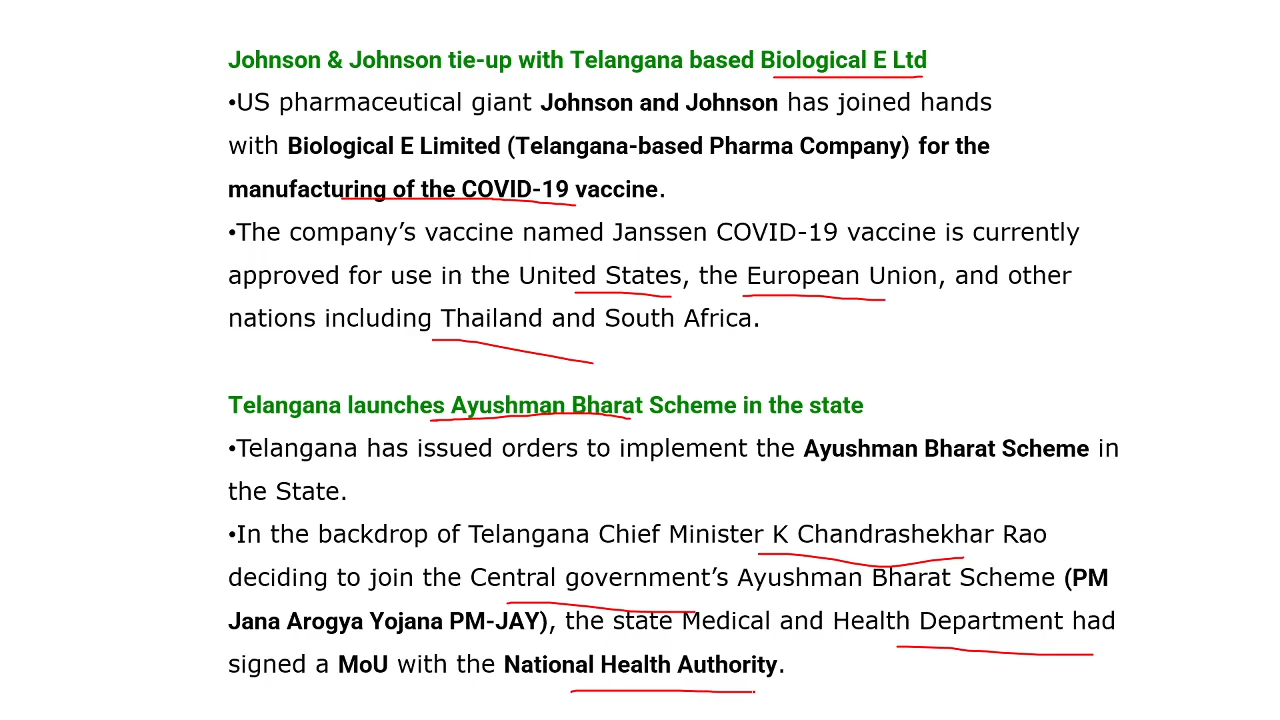 Johnson & Johnson tie-up with Telangana based Biological E Ltd
•US pharmaceutical giant Johnson and Johnson has joined hands
with Biological E Limited (Telangana-based Pharma Company) for the
manufacturing of the COVID-19 vaccine.
•The company’s vaccine named Janssen COVID-19 vaccine is currently
approved for use in the United States, the European Union, and other
nations including Thailand and South Africa.
Telangana launches Ayushman Bharat Scheme in the state
•Telangana has issued orders to implement the Ayushman Bharat Scheme in
the State.
•In the backdrop of Telangana Chief Minister K Chandrashekhar Rao
deciding to join the Central government’s Ayushman Bharat Scheme (PM
Jana Arogya Yojana PM-JAY), the state Medical and Health Department had
signed a MoU with the National Health Authority.